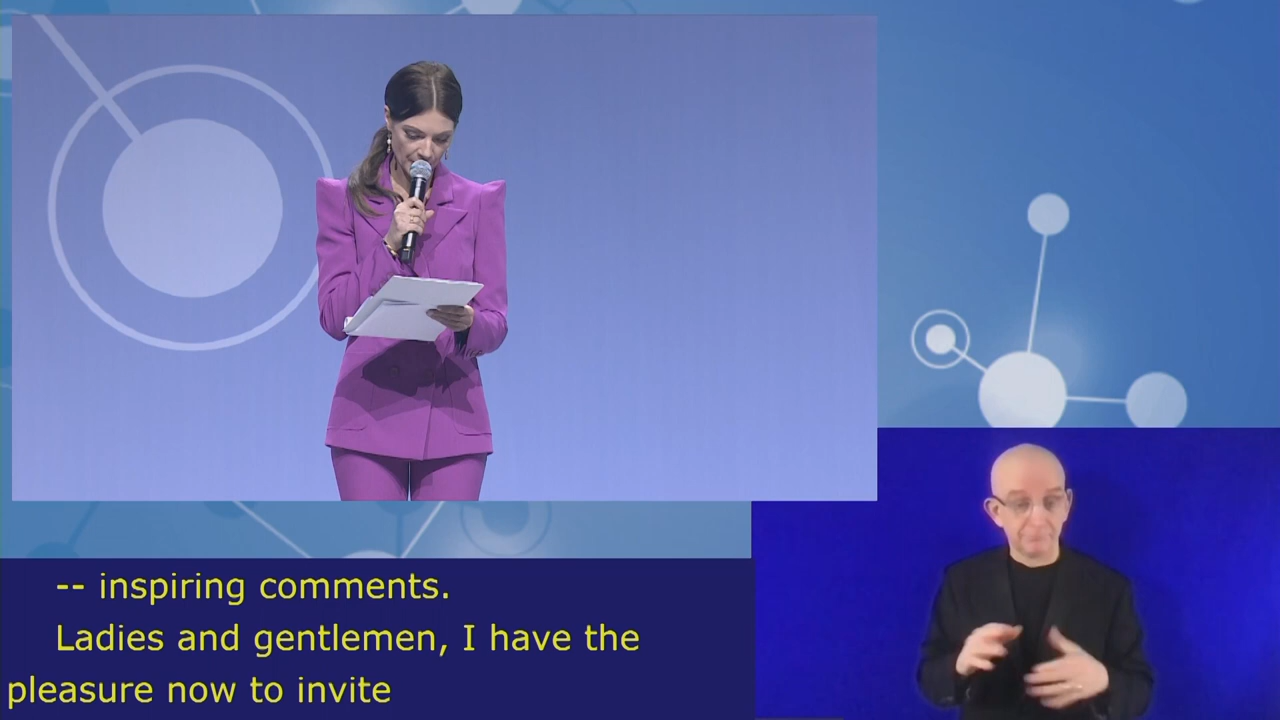 -- inspiring comments.
Ladies and gentlemen, I have the
pleasure now to invite